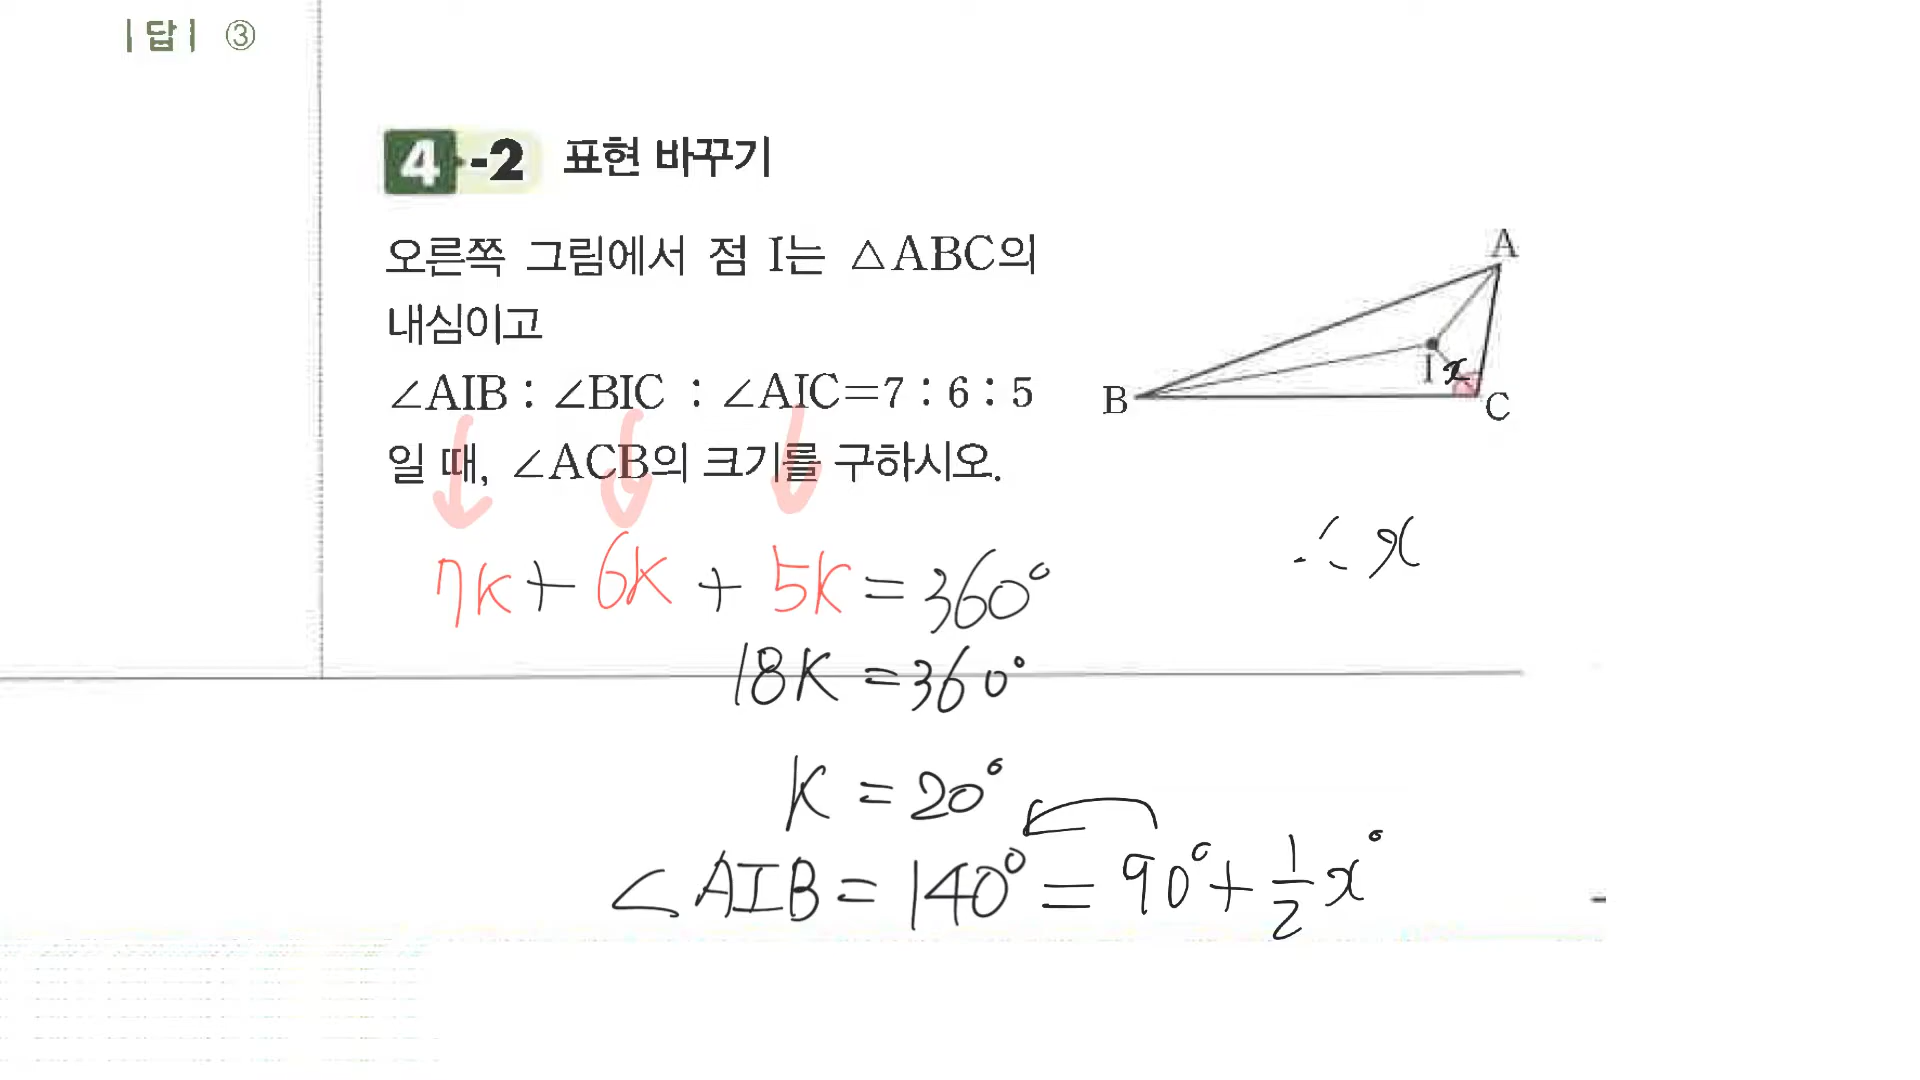 |답| ③
4-2 표현 바꾸기
오른쪽 그림에서 점 I는 △ABC의
내심이고
∠AIB : ∠BIC : ∠AIC=7 : 6 : 5
일 때, ∠ACB의 크기를 구하시오.
A
I x
B
C
7K + 6K + 5K = 360°
∴ x
18K = 360°
K = 20°
∠AIB = 140° = 90° + 1/2 x°